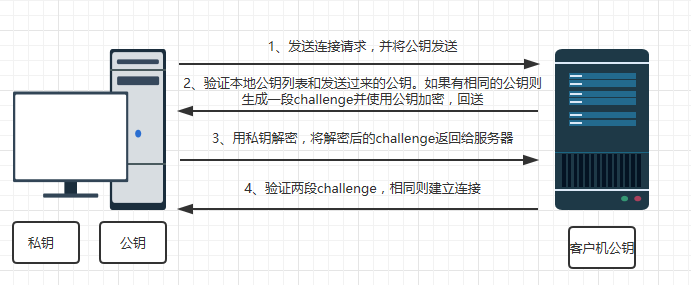 1、发送连接请求，并将公钥发送
2、验证本地公钥列表和发送过来的公钥。如果有相同的公钥则
生成一段challenge并使用公钥加密，回送
3、用私钥解密，将解密后的challenge返回给服务器
4、验证两段challenge，相同则建立连接
私钥
公钥
客户机公钥